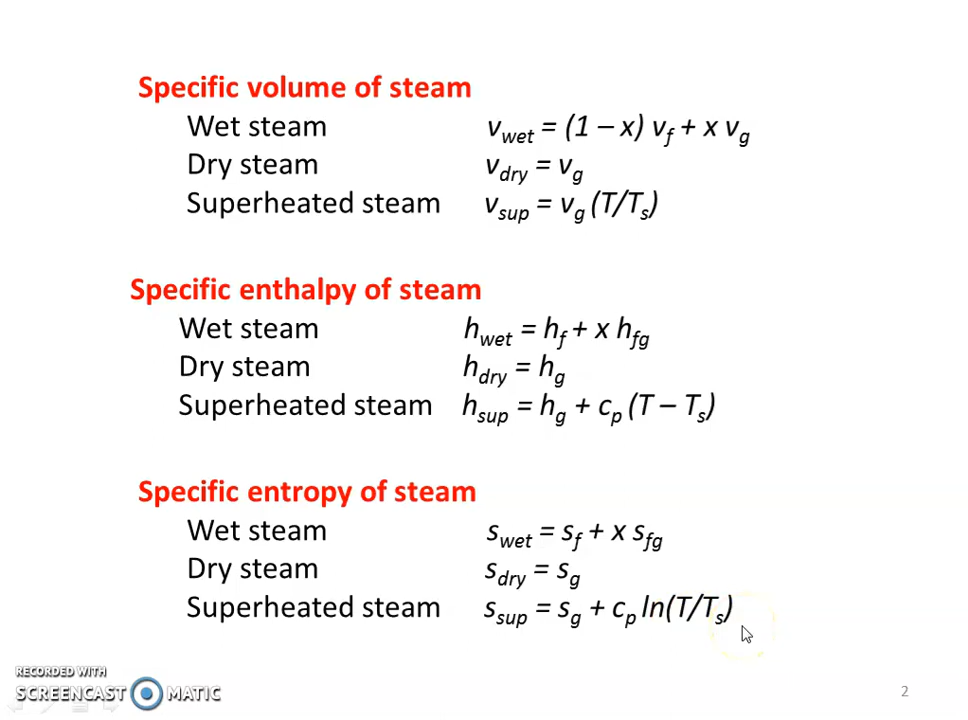 Specific volume of steam
Wet steam v_wet = (1 – x) v_f + x v_g
Dry steam v_dry = v_g
Superheated steam v_sup = v_g (T/T_s)
Specific enthalpy of steam
Wet steam h_wet = h_f + x h_fg
Dry steam h_dry = h_g
Superheated steam h_sup = h_g + c_p (T – T_s)
Specific entropy of steam
Wet steam s_wet = s_f + x s_fg
Dry steam s_dry = s_g
Superheated steam s_sup = s_g + c_p ln(T/T_s)
RECORDED WITH
SCREENCAST MATIC
2